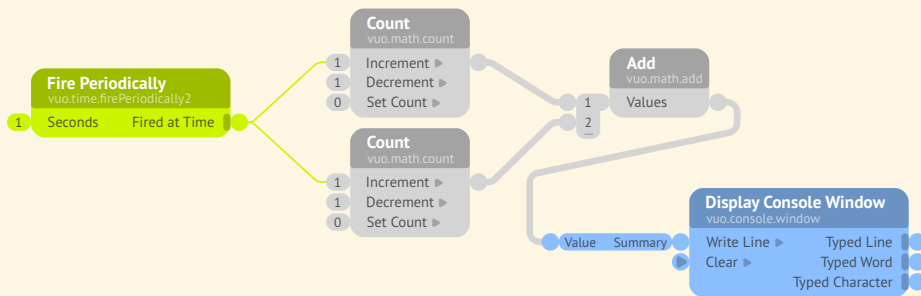 Fire Periodically
vuo.time.firePeriodically2
1 Seconds Fired at Time
Count
vuo.math.count
1 Increment
1 Decrement
0 Set Count
Count
vuo.math.count
1 Increment
1 Decrement
0 Set Count
Add
vuo.math.add
1 Values
2
Value Summary
Display Console Window
vuo.console.window
Write Line Typed Line
Clear Typed Word
Typed Character